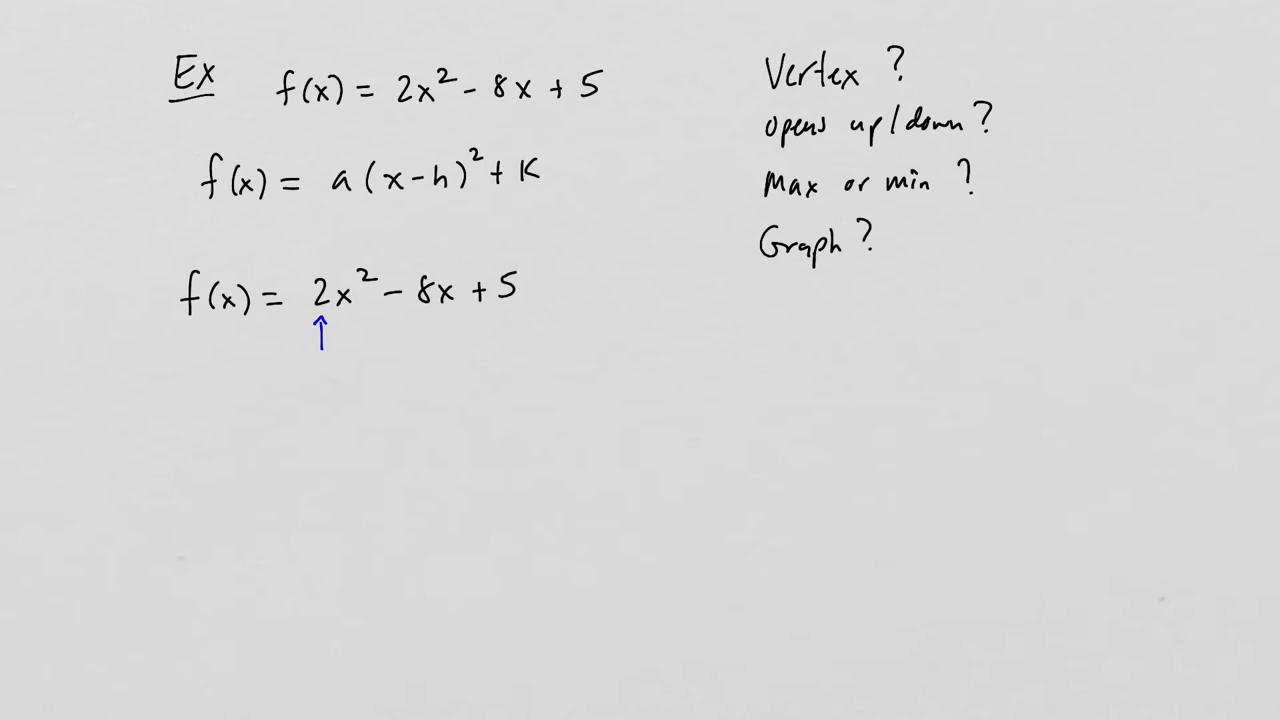 Ex f(x) = 2x² - 8x + 5
f(x) = a(x-h)² + k
f(x) = 2x² - 8x + 5
Vertex ?
opens up/down ?
Max or min ?
Graph ?